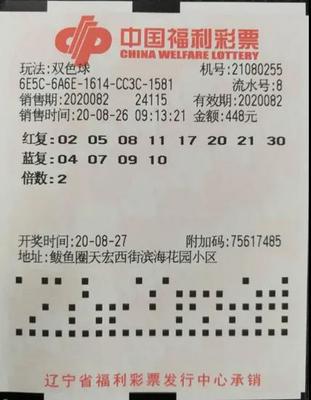 中国福利彩票
CHINA WELFARE LOTTERY
玩法:双色球 机号:21080255
6E5C-6A6E-1614-CC3C-1581 流水号:8
销售期:2020082 24115 有效期:2020082
销售时间:20-08-26 09:13:21 金额:448元
红复:02 05 08 11 17 20 21 30
蓝复:04 07 09 10
倍数:2
开奖时间:20-08-27 附加码:75617485
地址:鲅鱼圈天宏西街滨海花园小区
辽宁省福利彩票发行中心承销